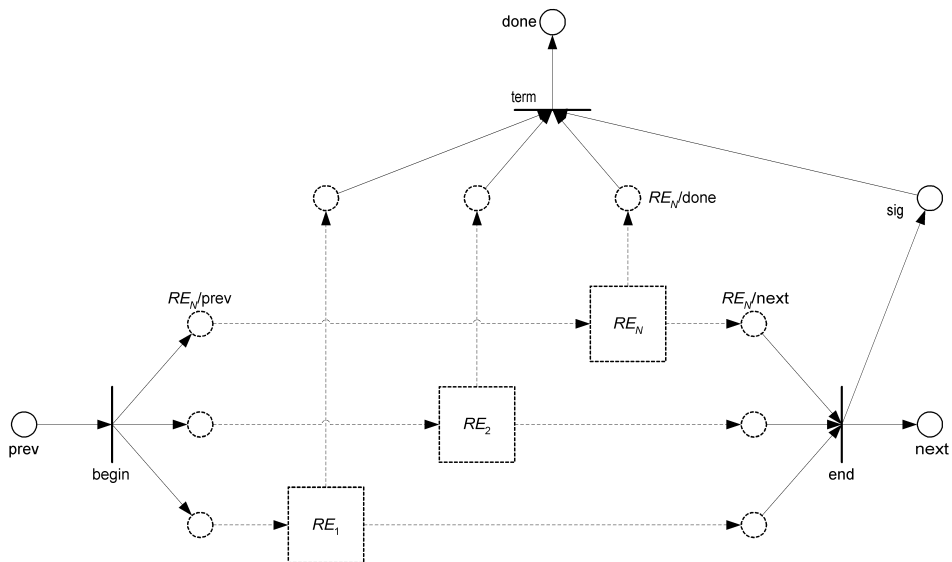 done
term
RE_N/done
sig
RE_N/prev
RE_N/next
RE_N
prev
begin
RE_2
end
next
RE_1